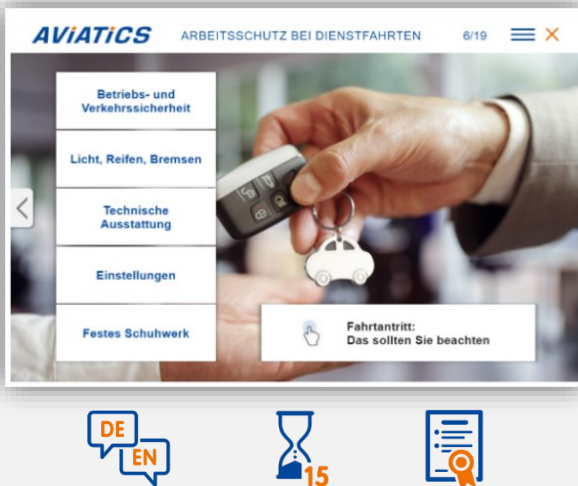 AViATiCS
ARBEITSSCHUTZ BEI DIENSTFAHRTEN
6/19
Betriebs- und
Verkehrssicherheit
Licht, Reifen, Bremsen
Technische
Ausstattung
Einstellungen
Festes Schuhwerk
Fahrtantritt:
Das sollten Sie beachten
DE
EN
15